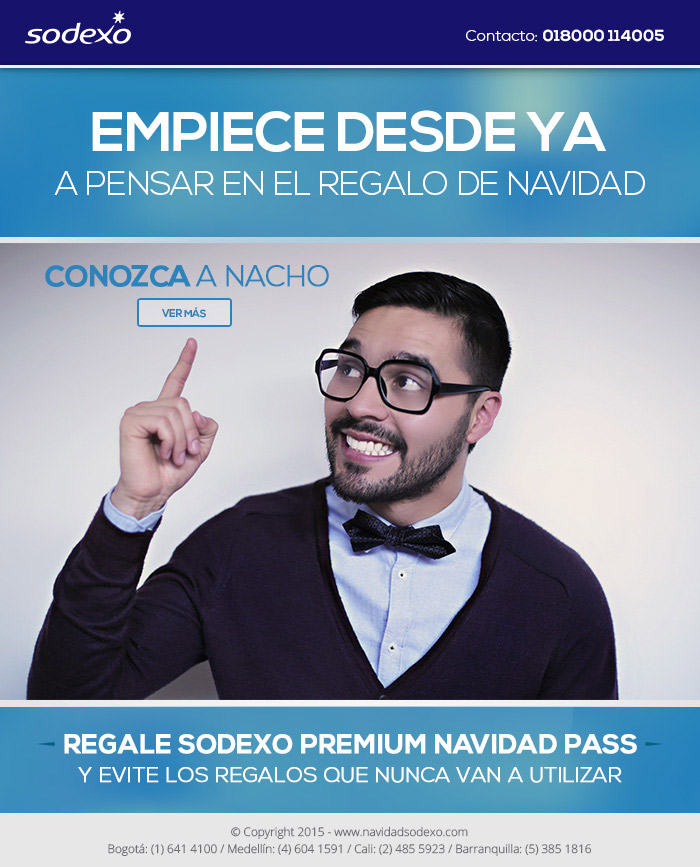 sodexo
Contacto: 018000 114005
EMPIECE DESDE YA
A PENSAR EN EL REGALO DE NAVIDAD
CONOZCA A NACHO
VER MÁS
REGALE SODEXO PREMIUM NAVIDAD PASS
Y EVITE LOS REGALOS QUE NUNCA VAN A UTILIZAR
© Copyright 2015 - www.navidadsodexo.com
Bogotá: (1) 641 4100 / Medellín: (4) 604 1591 / Cali: (2) 485 5923 / Barranquilla: (5) 385 1816